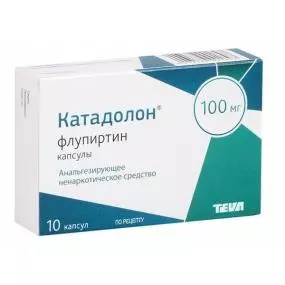 Катадолон®
100 мг
флупиртин
капсулы
Анальгезирующее
ненаркотическое средство
10 капсул
ПО РЕЦЕПТУ
TEVA